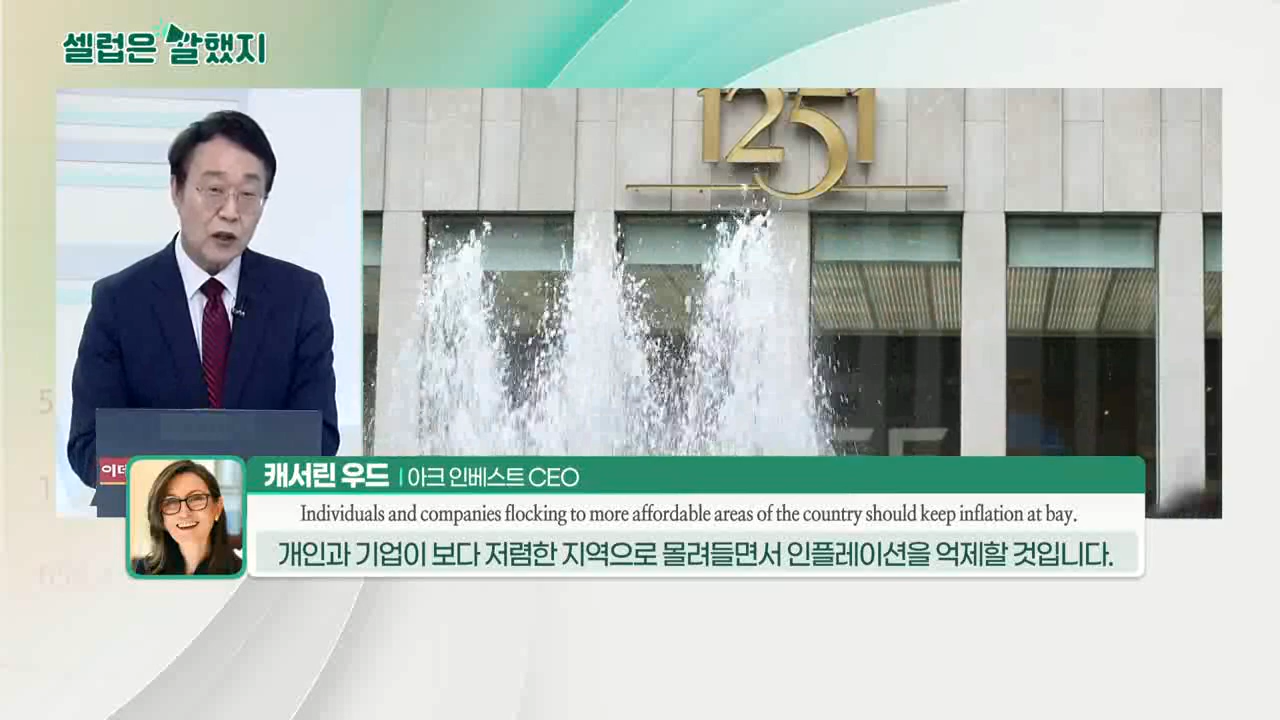 셀럽은 말했지
1251
이데
캐서린 우드 | 아크 인베스트 CEO
Individuals and companies flocking to more affordable areas of the country should keep inflation at bay.
개인과 기업이 보다 저렴한 지역으로 몰려들면서 인플레이션을 억제할 것입니다.